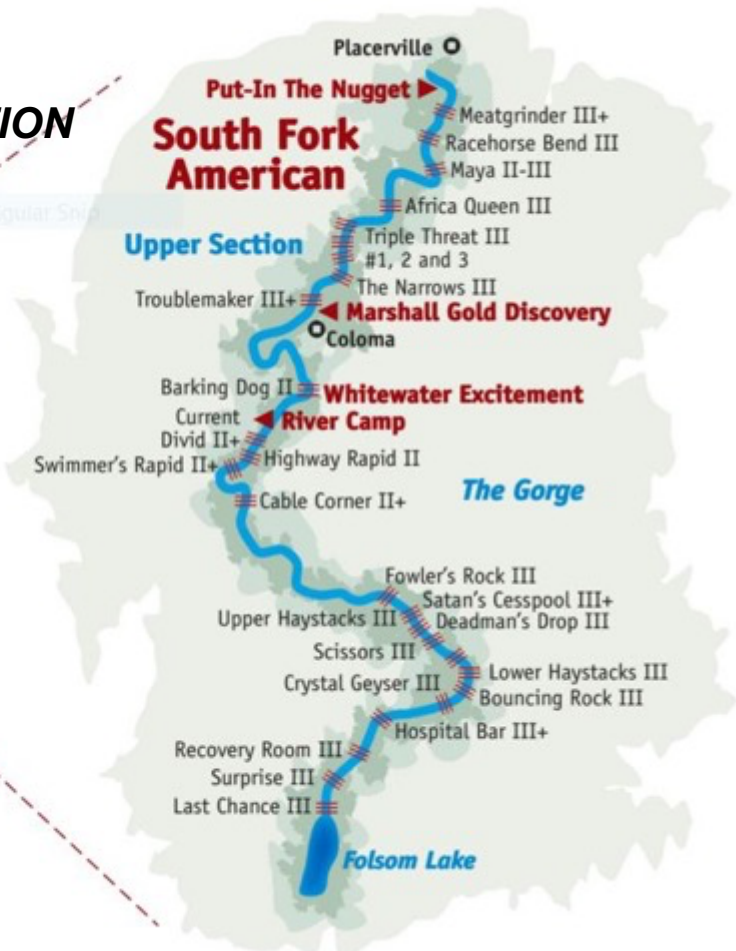 Placerville
ION
Put-In The Nugget
Meatgrinder III+
South Fork
American
Racehorse Bend III
Maya II-III
Africa Queen III
Upper Section
Triple Threat III
#1, 2 and 3
The Narrows III
Troublemaker III+
Marshall Gold Discovery
Coloma
Barking Dog II
Whitewater Excitement
River Camp
Current
Divid II+
Highway Rapid II
Swimmer's Rapid II+
The Gorge
Cable Corner II+
Fowler's Rock III
Satan's Cesspool III+
Upper Haystacks III
Deadman's Drop III
Scissors III
Lower Haystacks III
Crystal Geyser III
Bouncing Rock III
Hospital Bar III+
Recovery Room III
Surprise III
Last Chance III
Folsom Lake